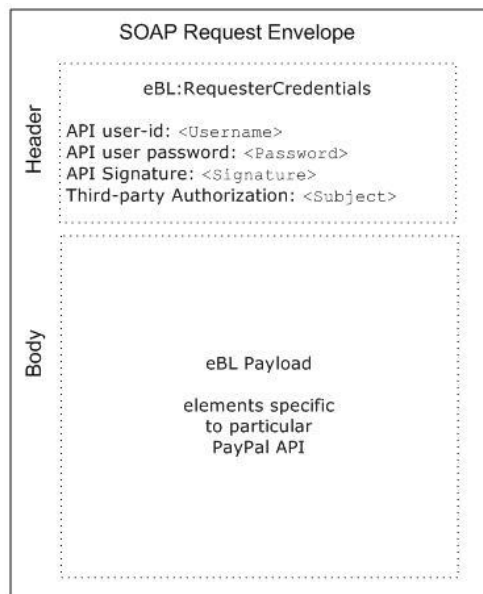 SOAP Request Envelope
Header
eBL:RequesterCredentials
API user-id: <Username>
API user password: <Password>
API Signature: <Signature>
Third-party Authorization: <Subject>
Body
eBL Payload
elements specific
to particular
PayPal API